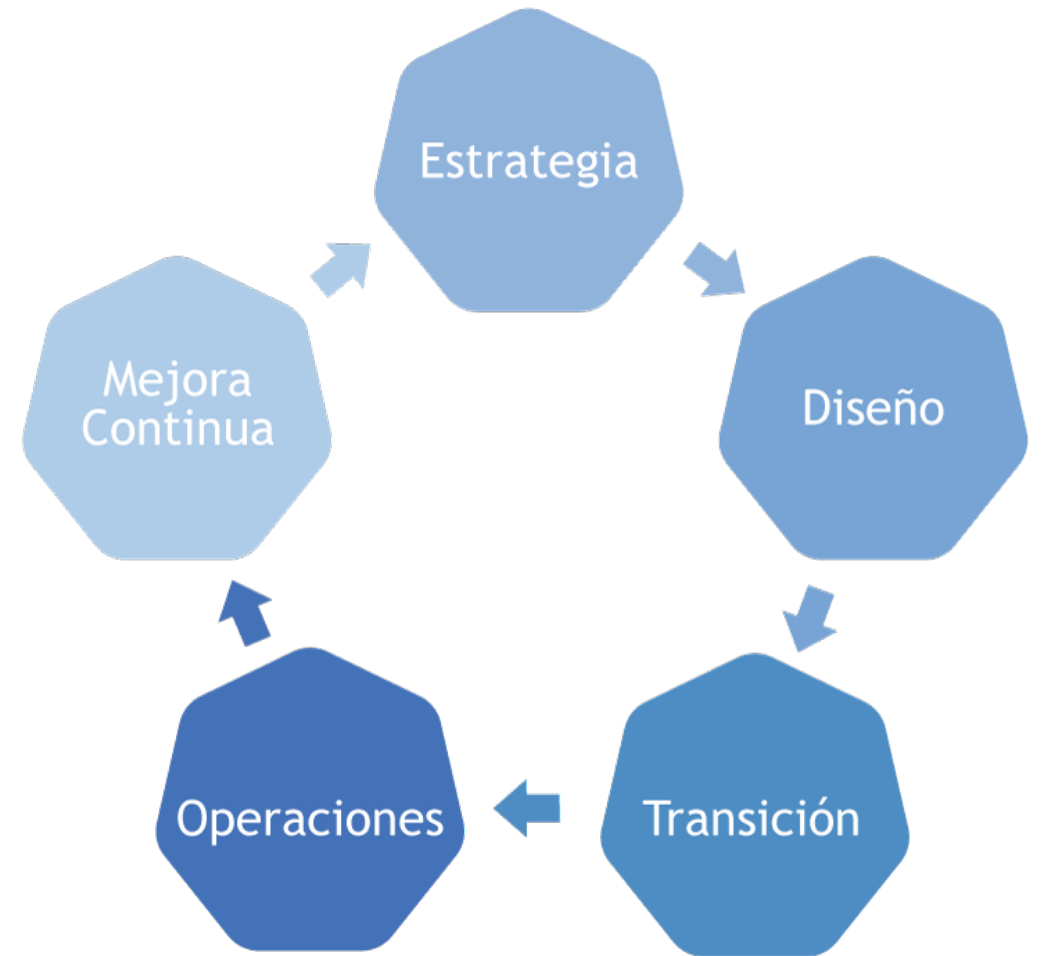 Estrategia
Diseño
Transición
Operaciones
Mejora
Continua